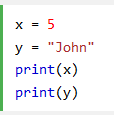 x = 5
y = "John"
print(x)
print(y)